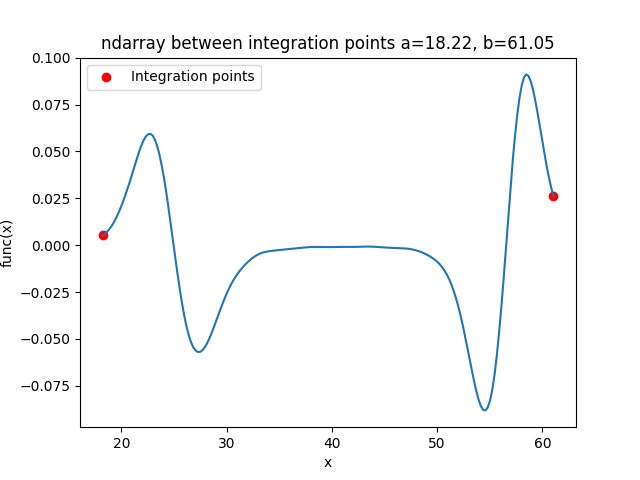 ndarray between integration points a=18.22, b=61.05
Integration points
0.100
0.075
0.050
0.025
0.000
−0.025
−0.050
−0.075
func(x)
20 30 40 50 60
x